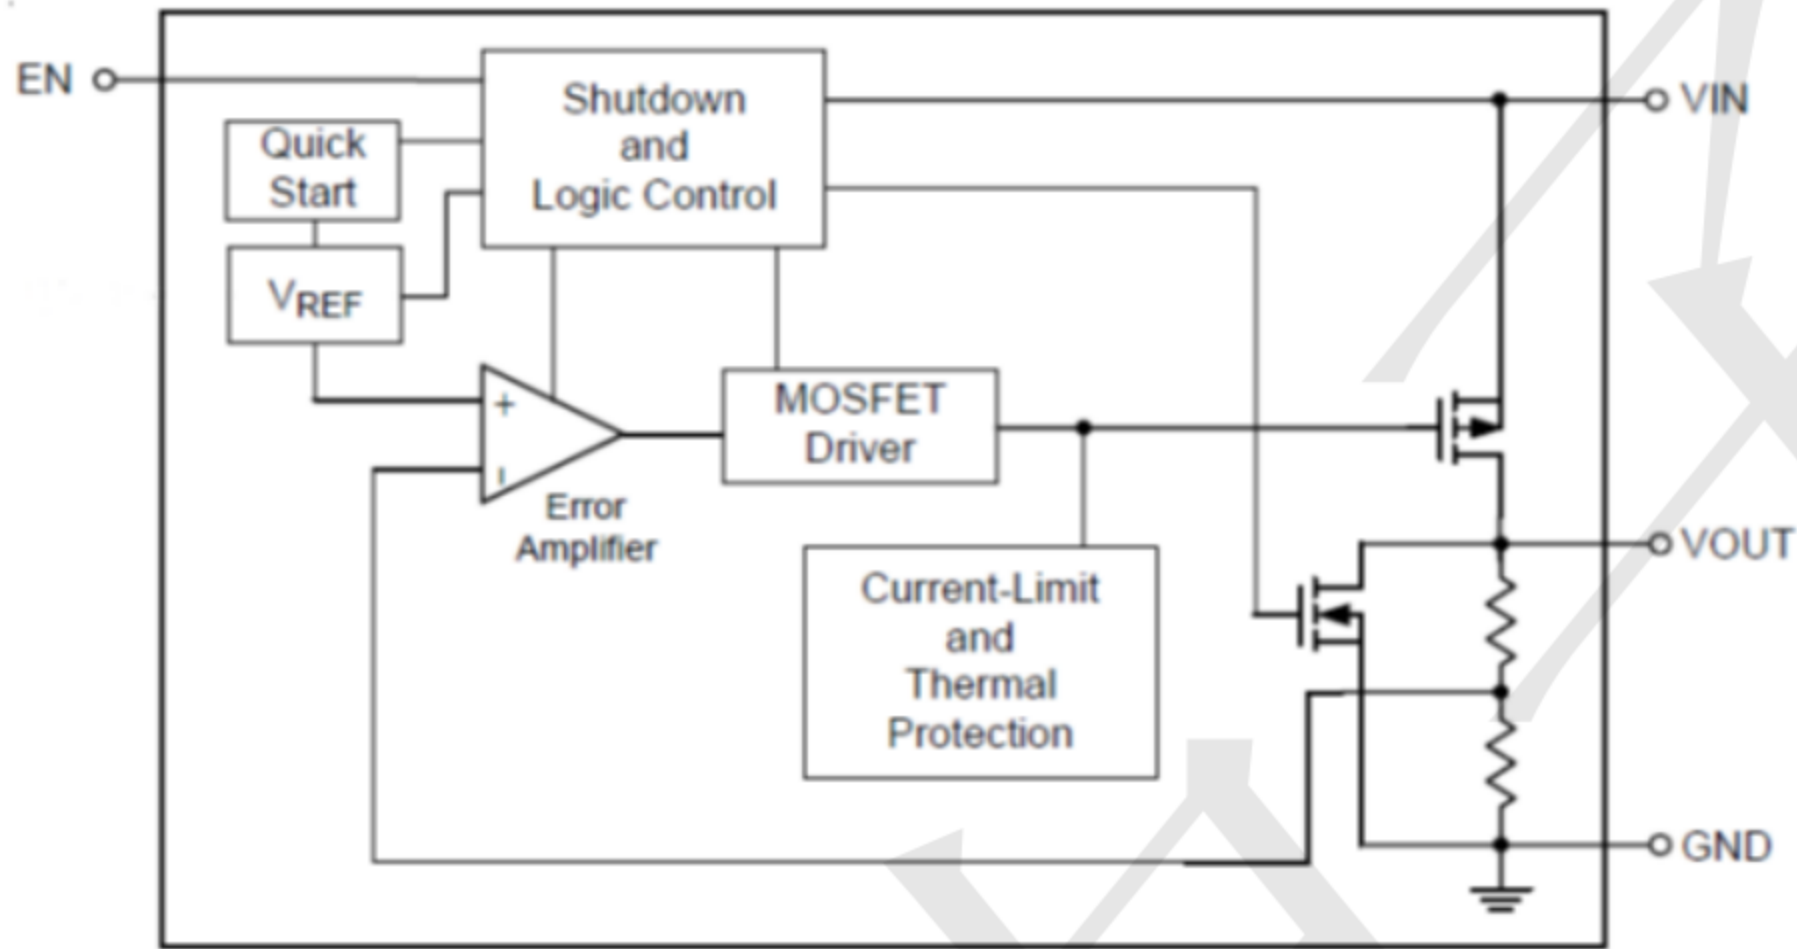 EN
Shutdown
and
Logic Control
VIN
Quick
Start
VREF
+
-
MOSFET
Driver
Error
Amplifier
VOUT
Current-Limit
and
Thermal
Protection
GND